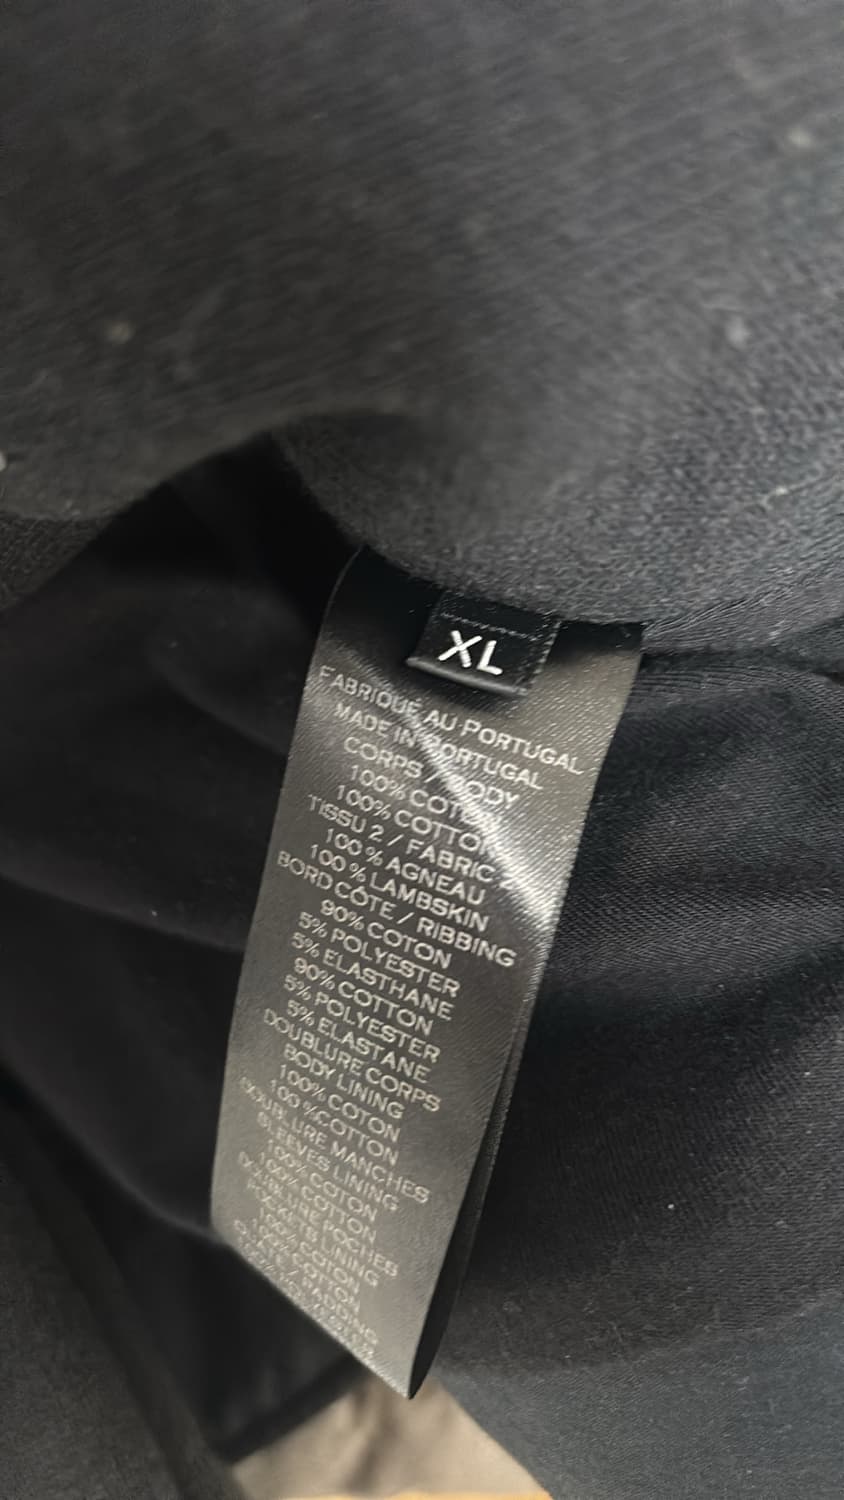 XL
FABRIQUÉ AU PORTUGAL
MADE IN PORTUGAL
CORPS / BODY
100% COTON
100% COTTON
TISSU 2 / FABRIC 2
100 % AGNEAU
100 % LAMBSKIN
BORD CÔTE / RIBBING
90% COTON
5% POLYESTER
5% ELASTHANE
90% COTTON
5% POLYESTER
5% ELASTANE
DOUBLURE CORPS
BODY LINING
100% COTON
100 %COTTON
DOUBLURE MANCHES
SLEEVES LINING
100% COTON
100% COTTON
DOUBLURE POCHES
POCKETS LINING
100% COTON
100% COTTON
PADDING